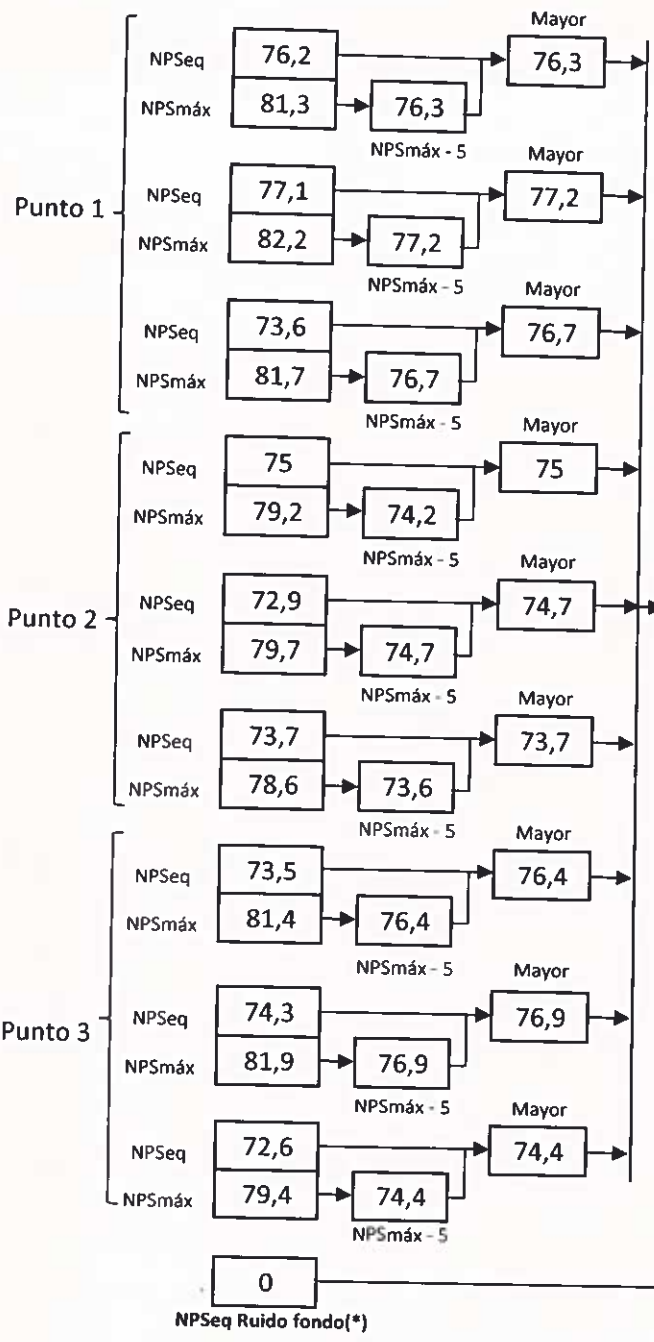 Mayor
NPSeq 76,2 76,3
NPSmáx 81,3 76,3
NPSmáx - 5
Mayor
NPSeq 77,1 77,2
Punto 1
NPSmáx 82,2 77,2
NPSmáx - 5
Mayor
NPSeq 73,6 76,7
NPSmáx 81,7 76,7
NPSmáx - 5
Mayor
NPSeq 75 75
NPSmáx 79,2 74,2
NPSmáx - 5
Mayor
NPSeq 72,9 74,7
Punto 2
NPSmáx 79,7 74,7
NPSmáx - 5
Mayor
NPSeq 73,7 73,7
NPSmáx 78,6 73,6
NPSmáx - 5
Mayor
NPSeq 73,5 76,4
NPSmáx 81,4 76,4
NPSmáx - 5
Mayor
NPSeq 74,3 76,9
Punto 3
NPSmáx 81,9 76,9
NPSmáx - 5
Mayor
NPSeq 72,6 74,4
NPSmáx 79,4 74,4
NPSmáx - 5
0
NPSeq Ruido fondo(*)